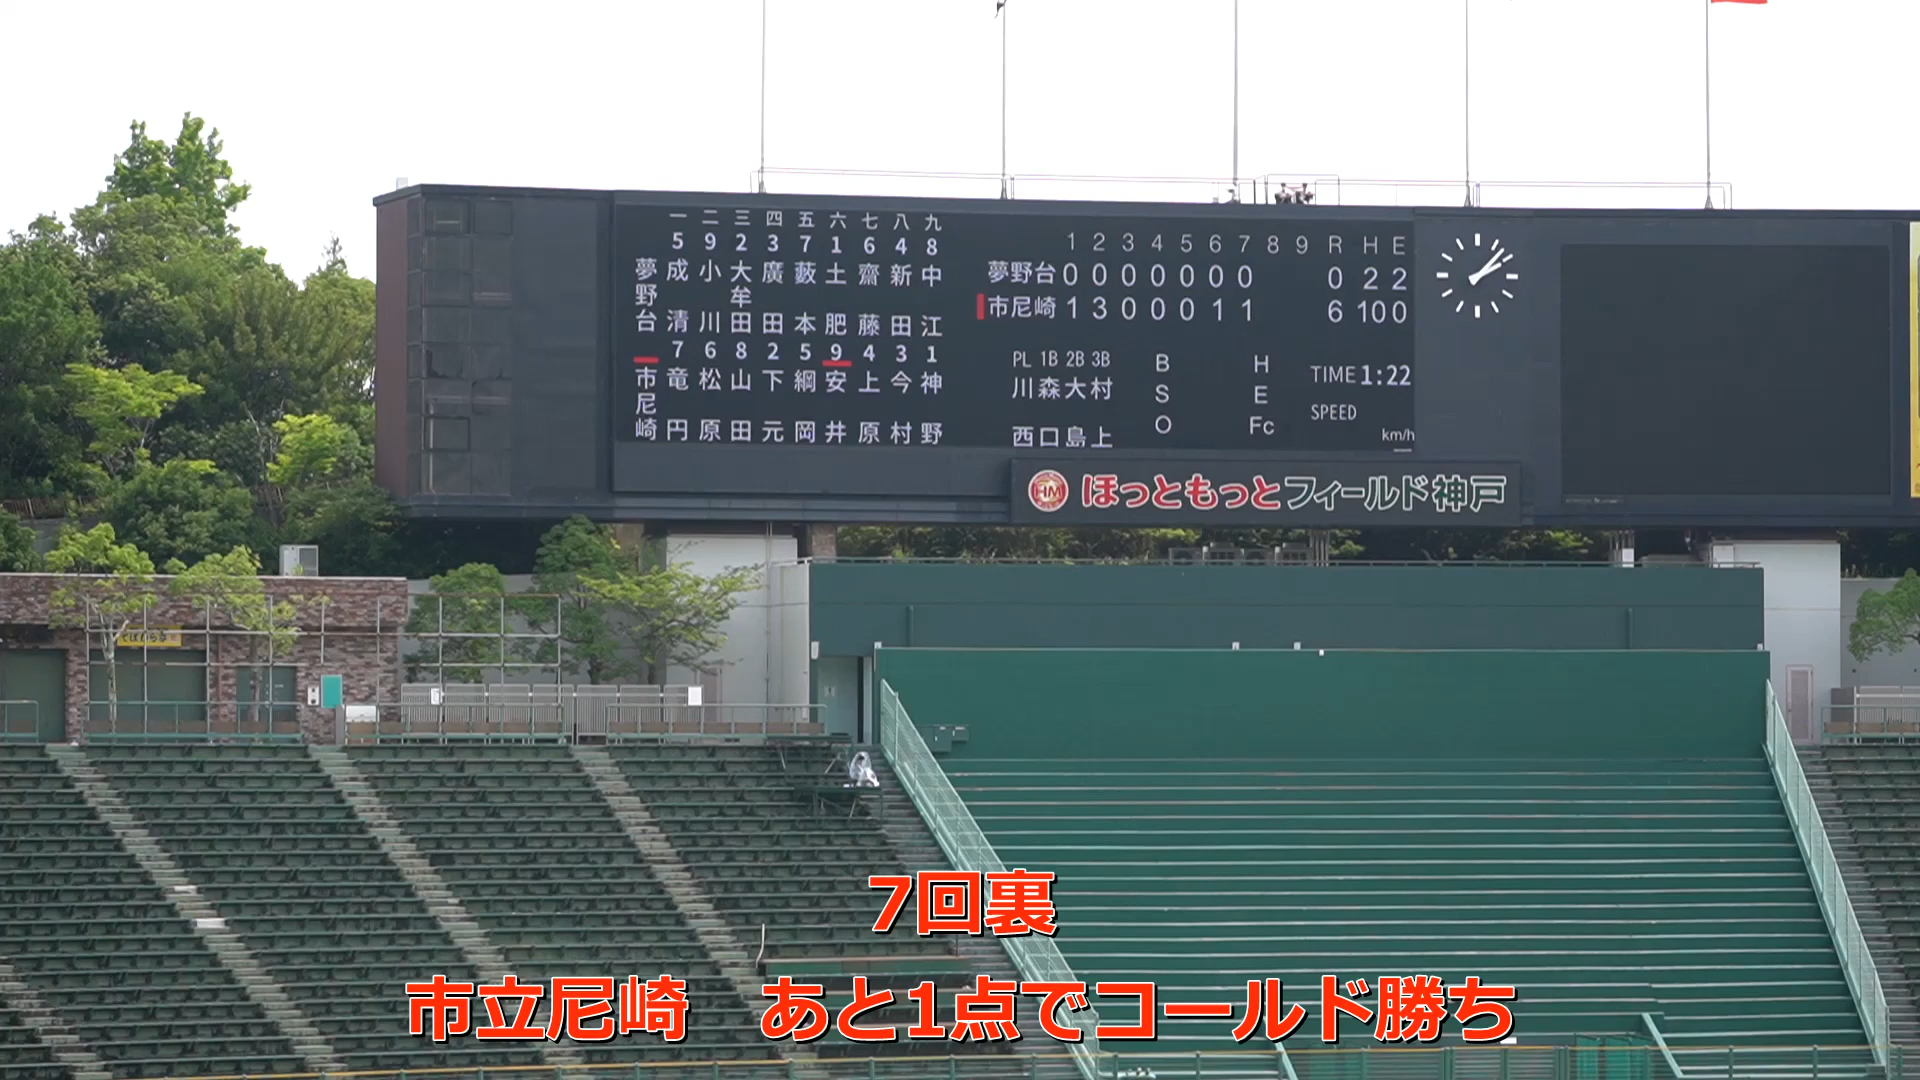 一 二 三 四 五 六 七 八 九
5 9 2 3 7 1 6 4 8
夢野台 成清 小川 大牟田 廣田 藪本 土肥 齋藤 新田 中江
7 6 8 2 5 9 4 3 1
市尼崎 竜円 松原 山田 下元 綱岡 安井 上原 今村 神野
1 2 3 4 5 6 7 8 9 R H E
夢野台 0 0 0 0 0 0 0 0 2 2
市尼崎 1 3 0 0 0 1 1 6 10 0
PL 1B 2B 3B
川西 森口 大島 村上
B H
S E
O Fc
TIME 1:22
SPEED
km/h
HM ほっともっとフィールド神戸
7回裏
市立尼崎 あと1点でコールド勝ち